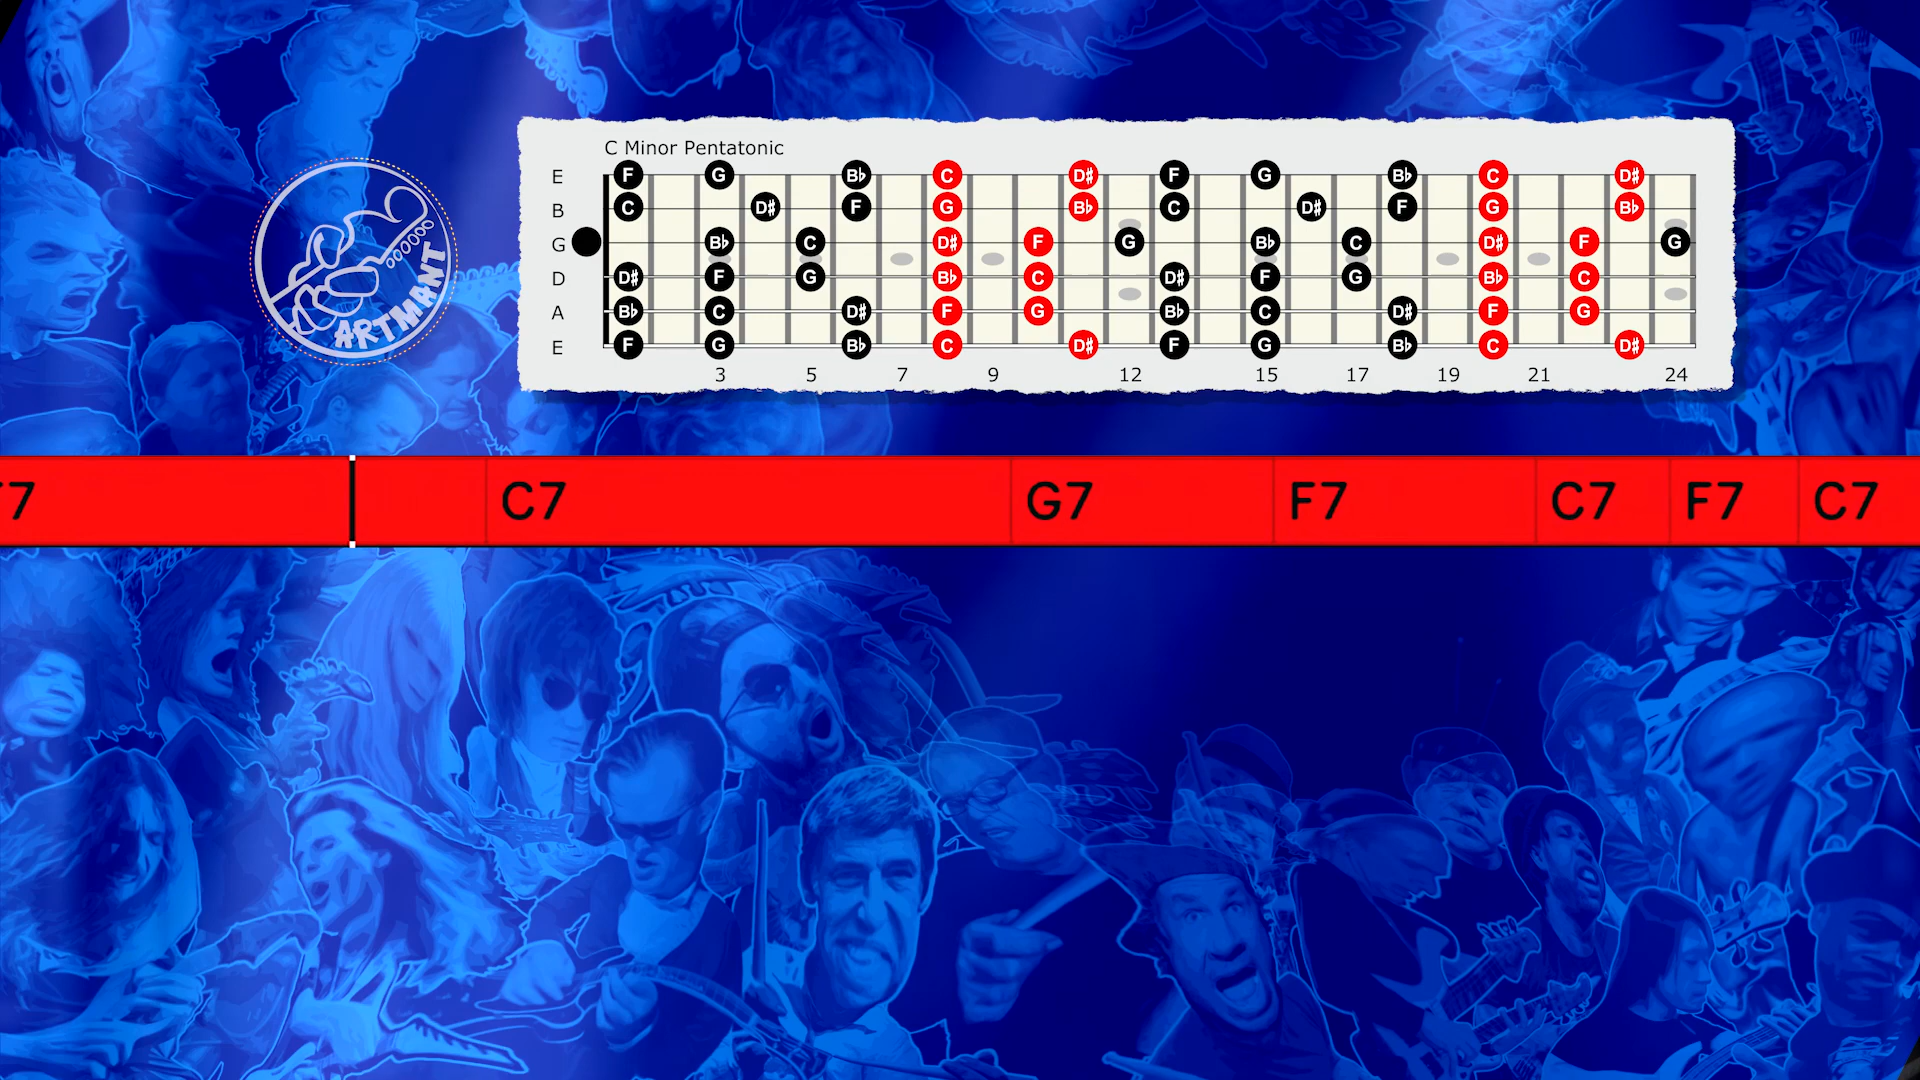 C Minor Pentatonic
E F G B♭ C D# F G B♭ C D#
B C D# F G B♭ C D# F G B♭
G B♭ C D# F G B♭ C D# F G
D D# F G B♭ C D# F G B♭ C
A B♭ C D# F G B♭ C D# F G
E F G B♭ C D# F G B♭ C D#
3 5 7 9 12 15 17 19 21 24
ARTMANT
7 C7 G7 F7 C7 F7 C7